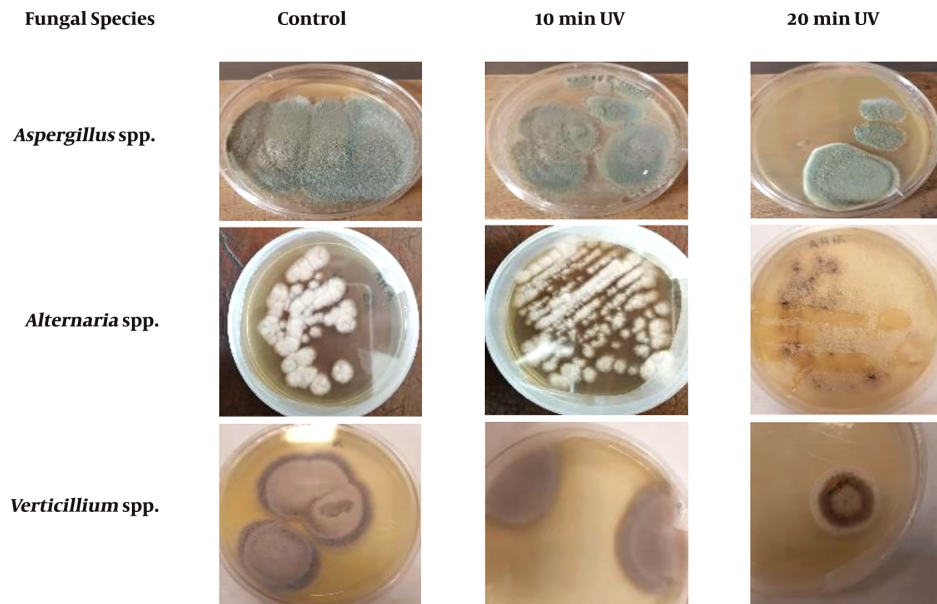 Fungal Species Control 10 min UV 20 min UV
Aspergillus spp.
Alternaria spp.
Verticillium spp.